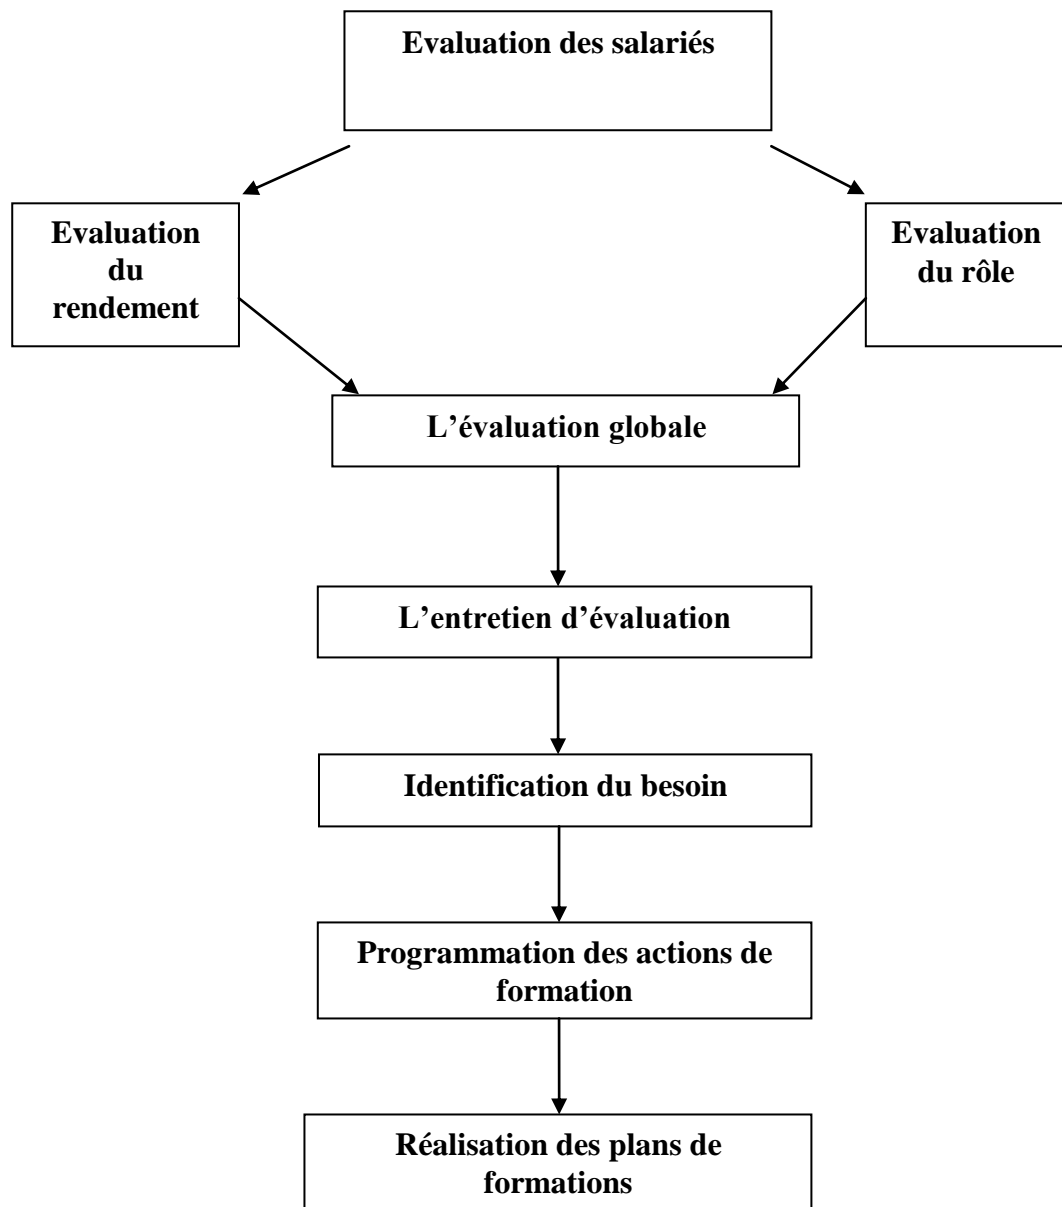 Evaluation des salariés
Evaluation
du
rendement
Evaluation
du rôle
L’évaluation globale
L’entretien d’évaluation
Identification du besoin
Programmation des actions de
formation
Réalisation des plans de
formations